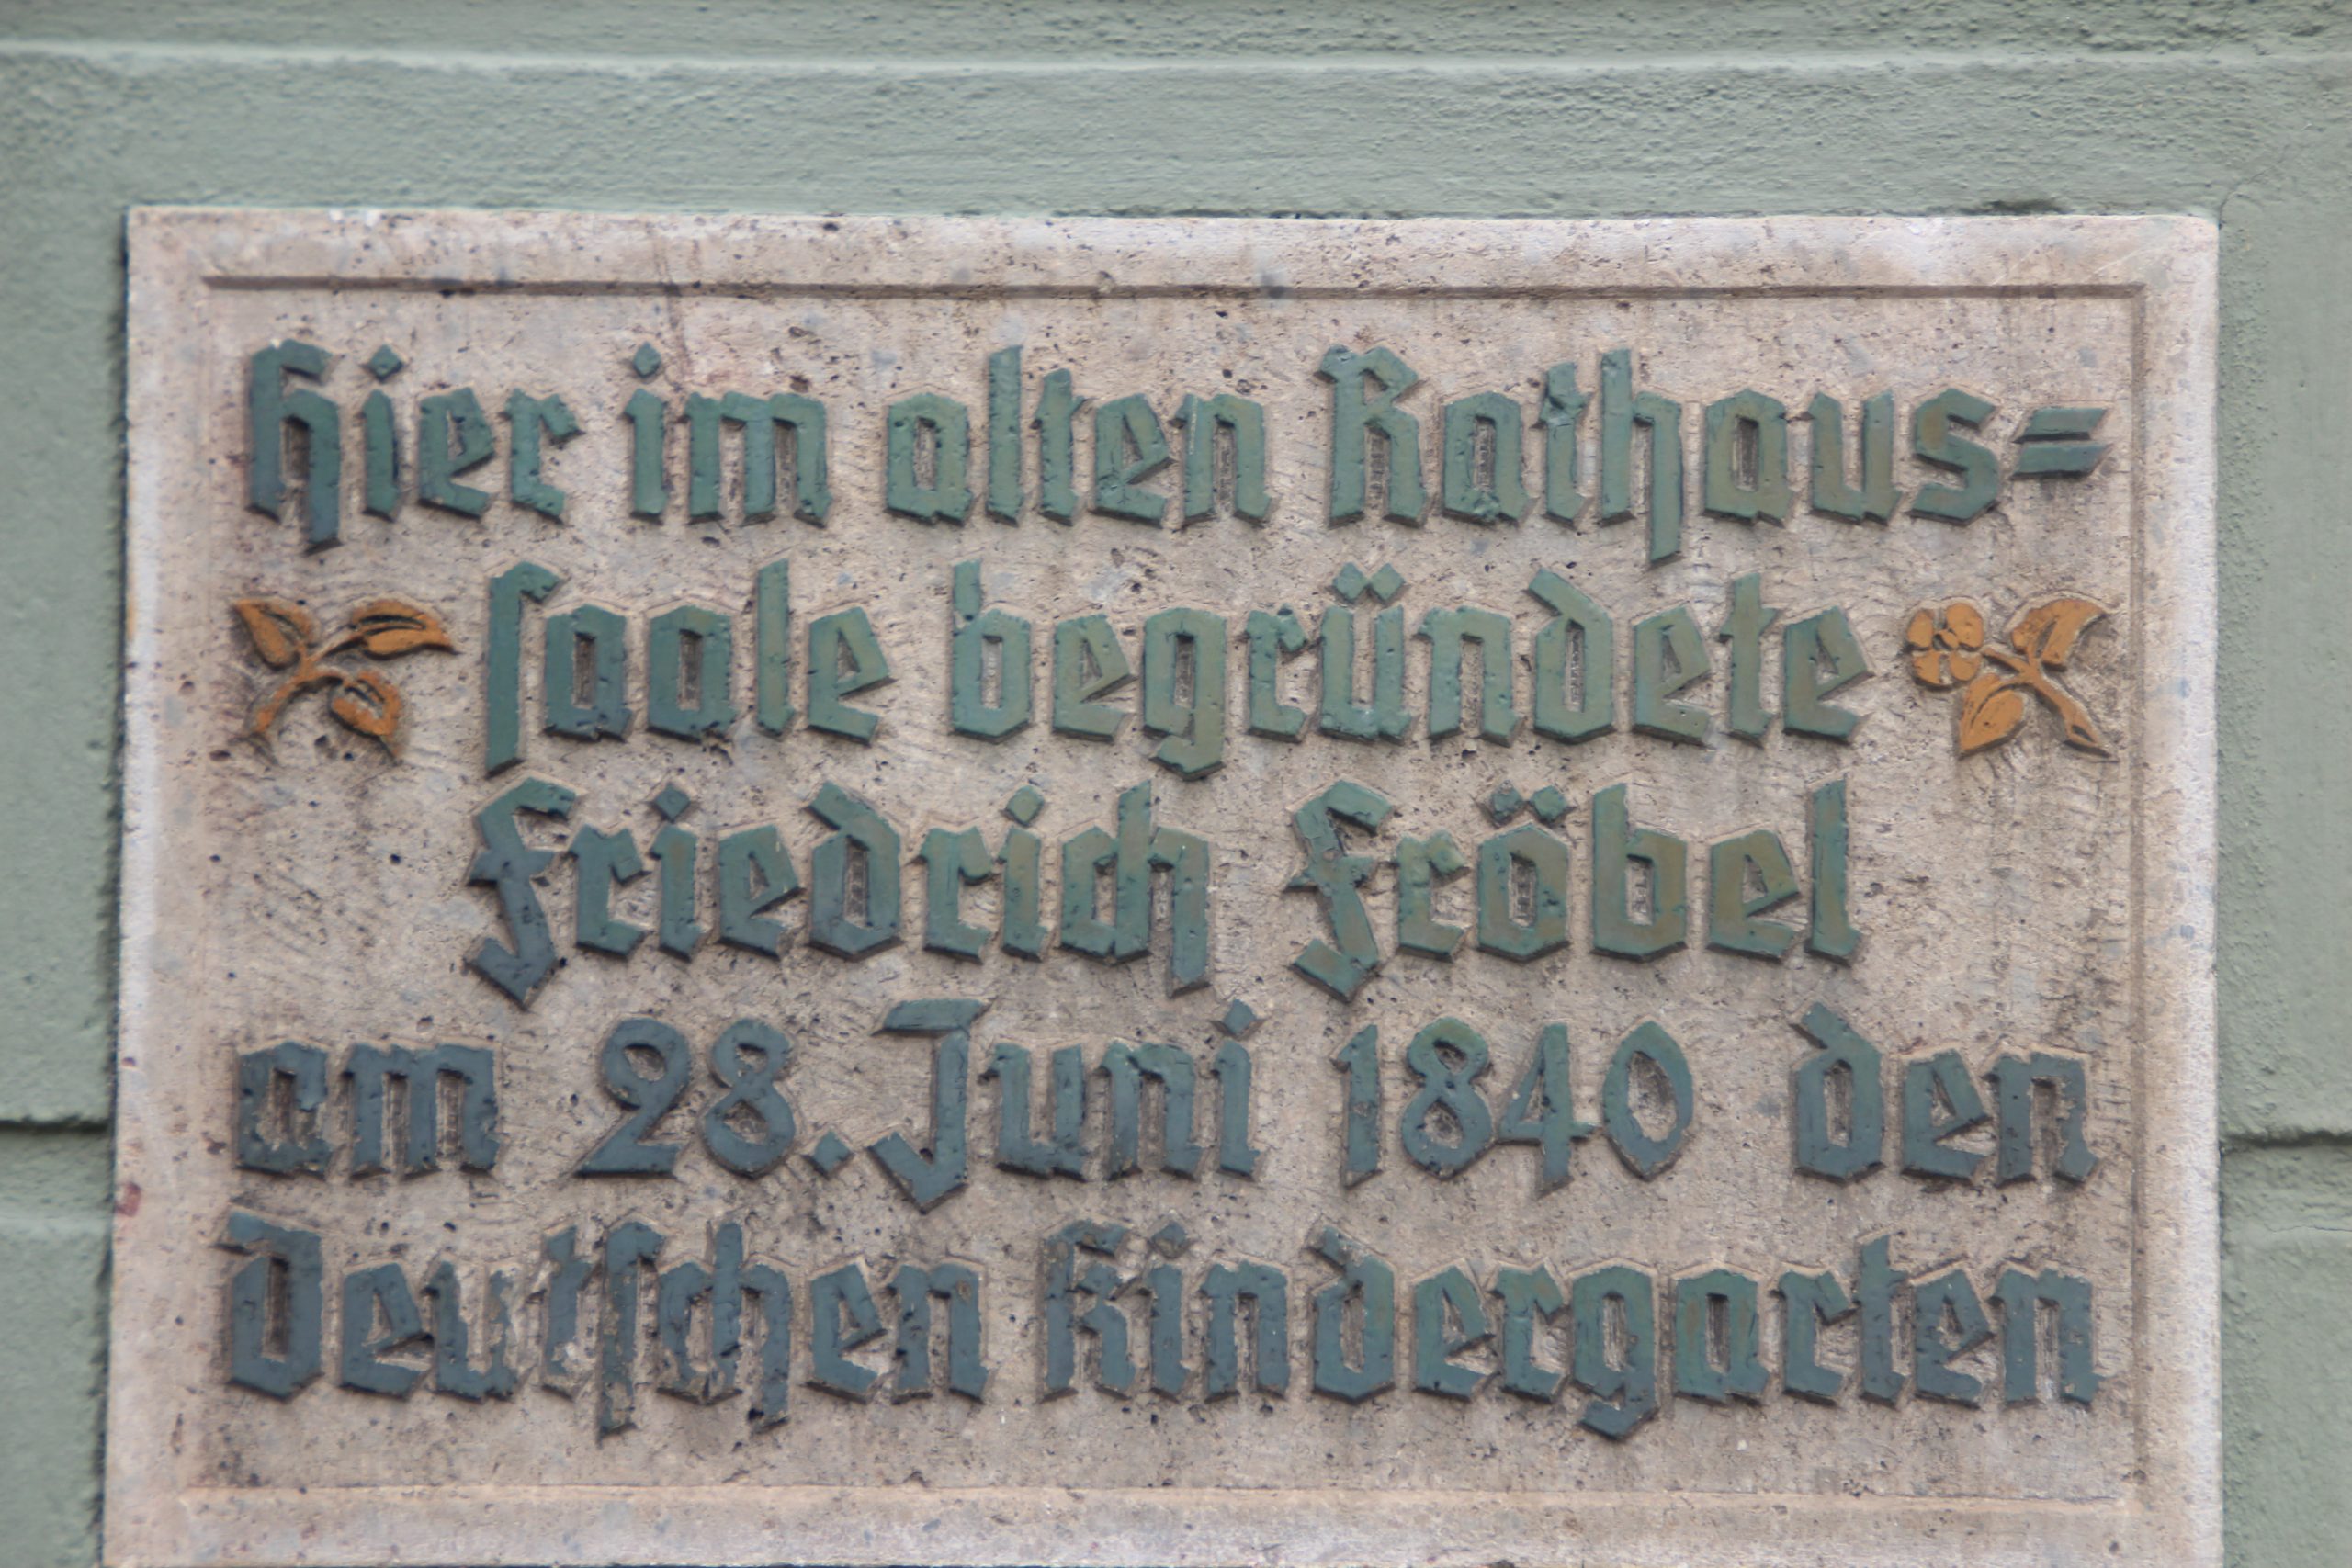 Hier im alten Rathaus=
saale begründete
Friedrich Fröbel
am 28. Juni 1840 den
Deutschen Kindergarten